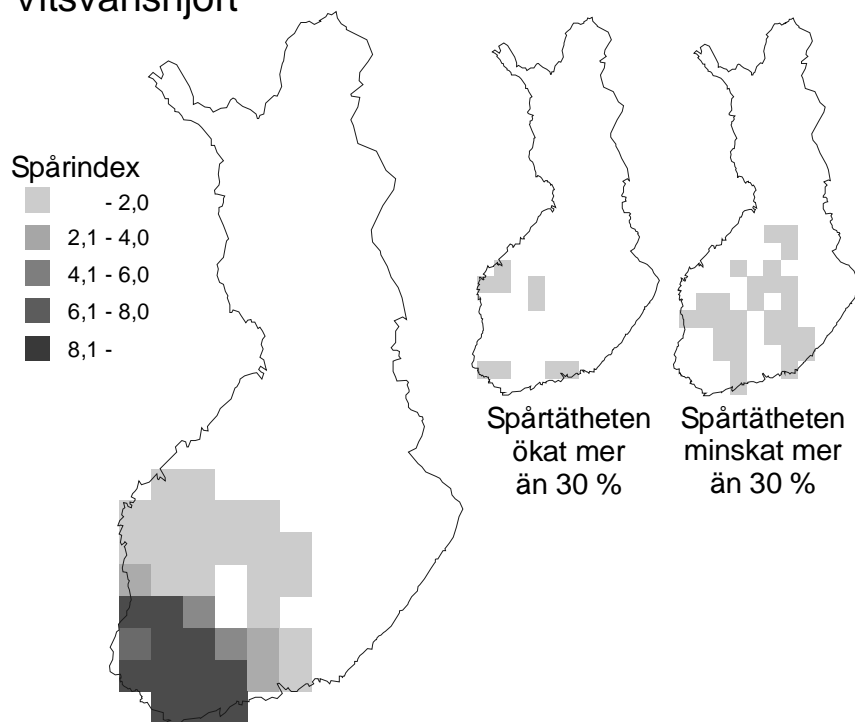 Vitsvanshjort
Spårindex
- 2,0
2,1 - 4,0
4,1 - 6,0
6,1 - 8,0
8,1 -
Spårtätheten
ökat mer
än 30 %
Spårtätheten
minskat mer
än 30 %